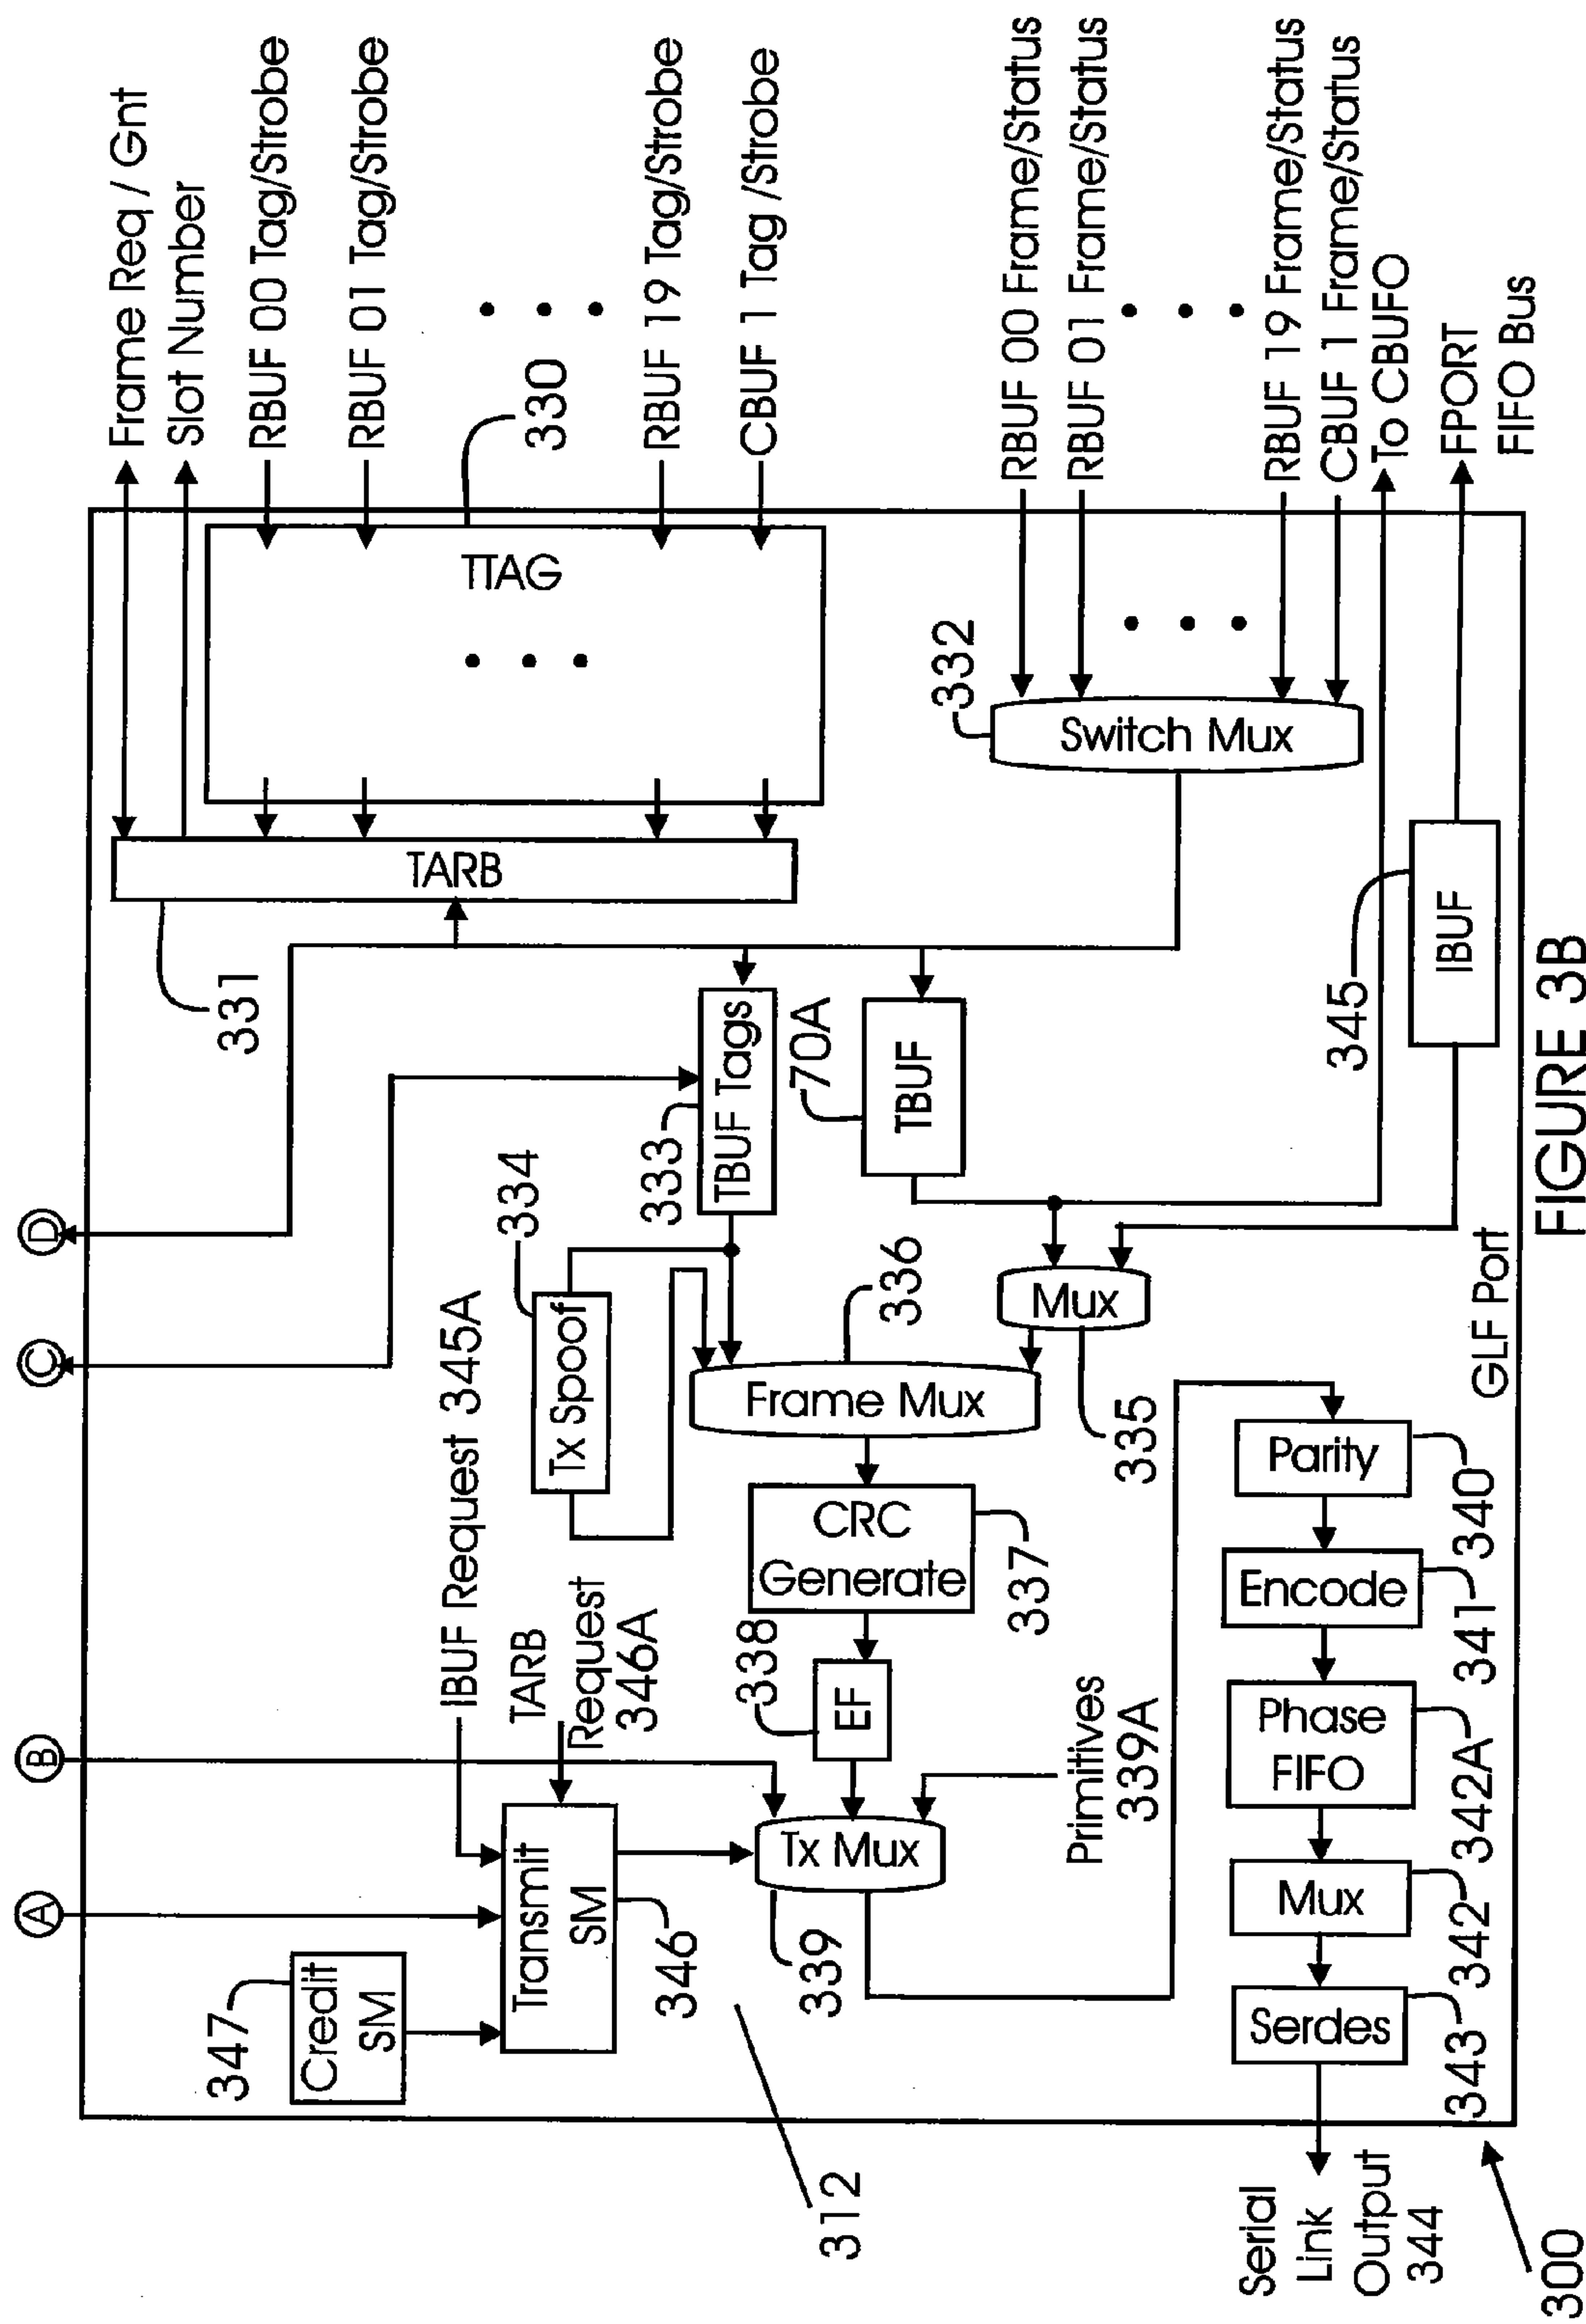 D
C
B
A
Frame Req / Gnt
Slot Number
RBUF 00 Tag/Strobe
RBUF 01 Tag/Strobe
330
RBUF 19 Tag/Strobe
CBUF 1 Tag /Strobe
RBUF 00 Frame/Status
RBUF 01 Frame/Status
RBUF 19 Frame/Status
CBUF 1 Frame/Status
To CBUFO
FPORT
FIFO Bus
TTAG
TARB
331
332
Switch Mux
345
IBUF
333
TBUF Tags
70A
TBUF
334
Tx Spoof
336
Frame Mux
Mux
335
IBUF Request 345A
TARB
Request
346A
CRC
Generate
337
338
EF
Primitives
339A
Tx Mux
339
Transmit
SM
346
347
Credit
SM
312
GLF Port
Parity
340
Encode
341
Phase
FIFO
342A
Mux
342
Serdes
343
Serial
Link
Output
344
300
FIGURE 3B